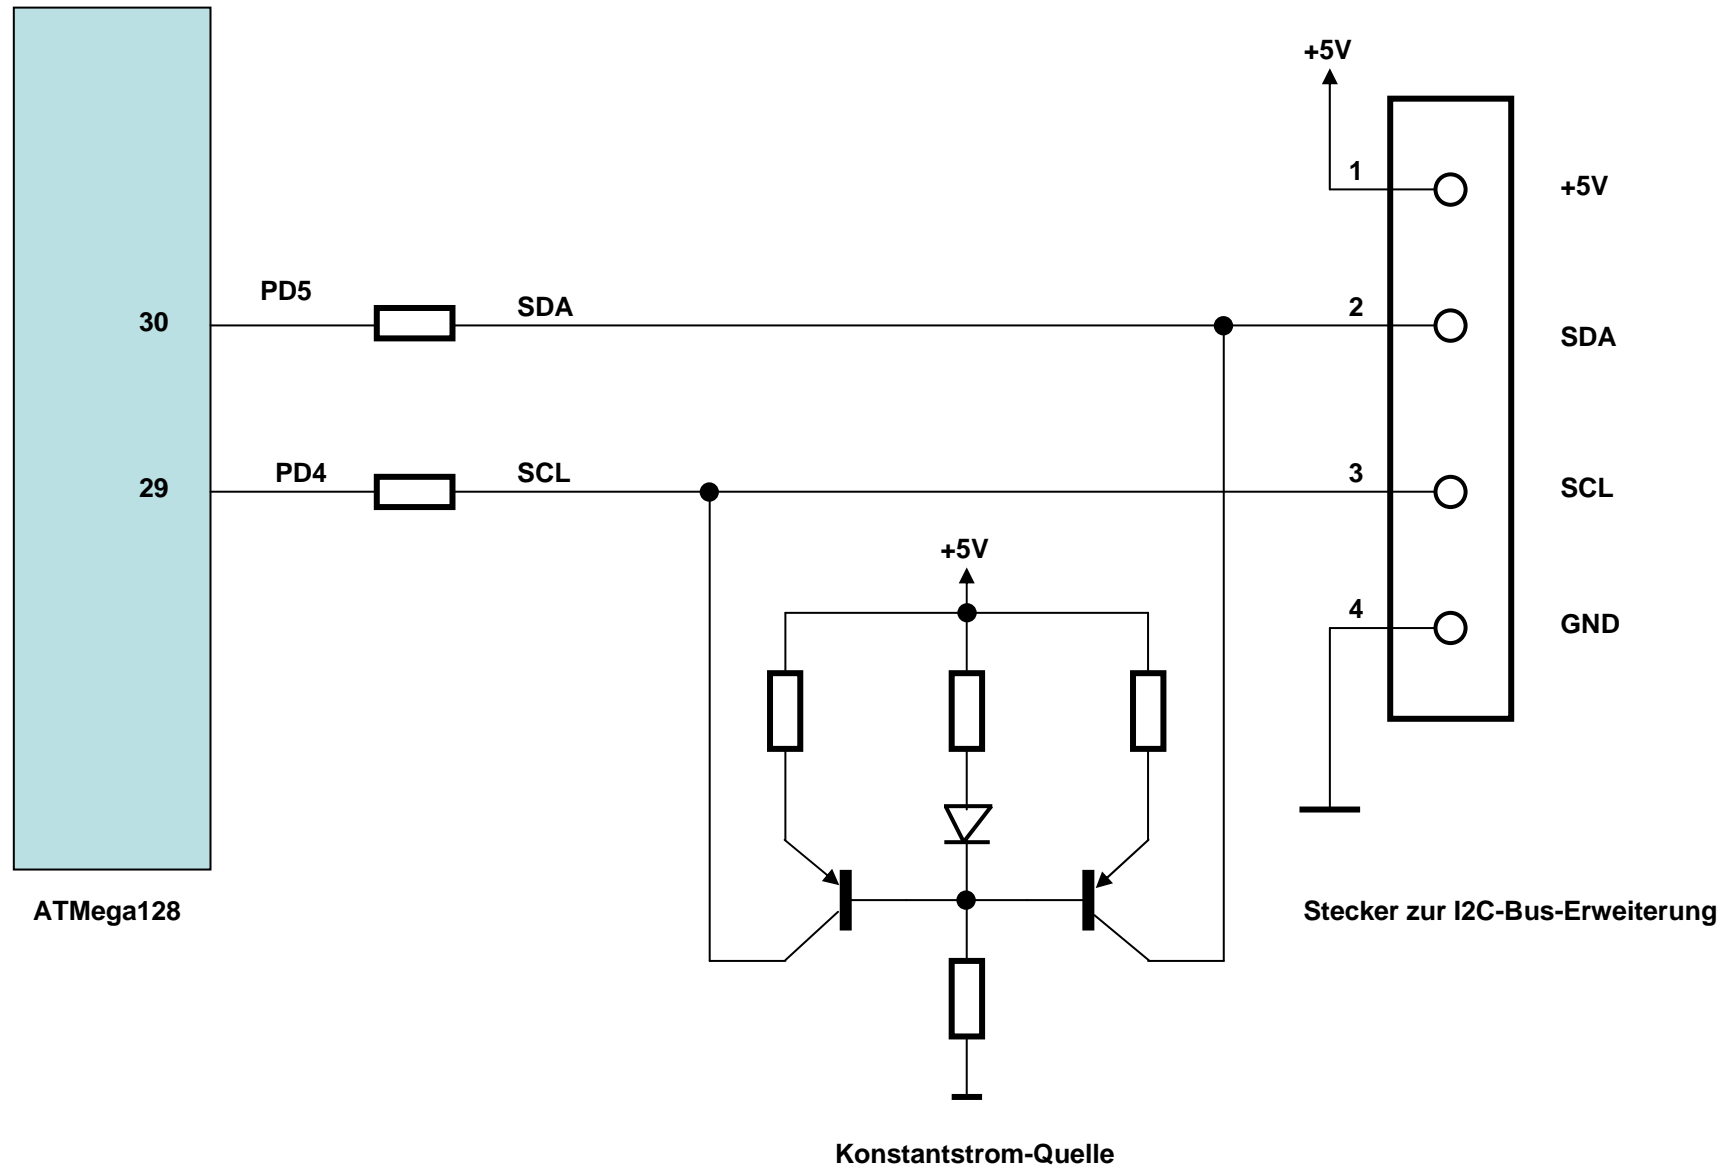 +5V
1
+5V
PD5
SDA
30
2
SDA
PD4
SCL
29
3
SCL
+5V
4
GND
ATMega128
Stecker zur I2C-Bus-Erweiterung
Konstantstrom-Quelle